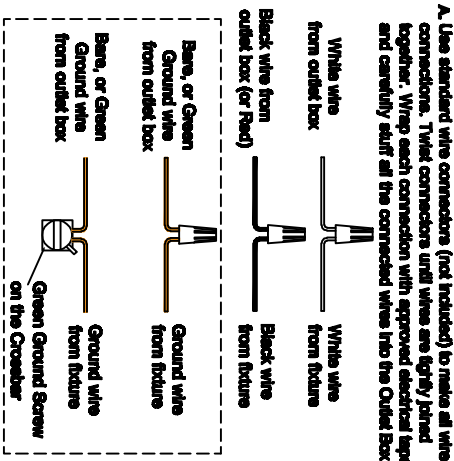 A. Use standard wire connectors (not included) to make all wire
connections. Twist connectors until wires are tightly joined
together. Wrap each connection with approved electrical tape
and carefully stuff all the connected wires into the Outlet Box
White wire
from outlet box
White wire
from fixture
Black wire from
outlet box (or Red)
Black wire
from fixture
Bare, or Green
Ground wire
from outlet box
Ground wire
from fixture
Bare, or Green
Ground wire
from outlet box
Ground wire
from fixture
Green Ground Screw
on the Crossbar